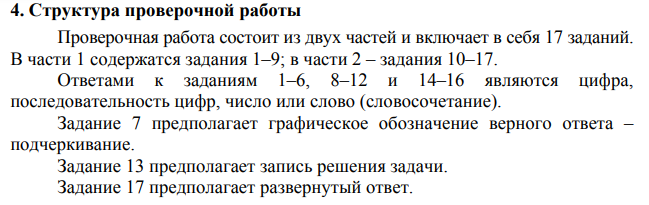 4. Структура проверочной работы
Проверочная работа состоит из двух частей и включает в себя 17 заданий.
В части 1 содержатся задания 1–9; в части 2 – задания 10–17.
Ответами к заданиям 1–6, 8–12 и 14–16 являются цифра,
последовательность цифр, число или слово (словосочетание).
Задание 7 предполагает графическое обозначение верного ответа –
подчеркивание.
Задание 13 предполагает запись решения задачи.
Задание 17 предполагает развернутый ответ.